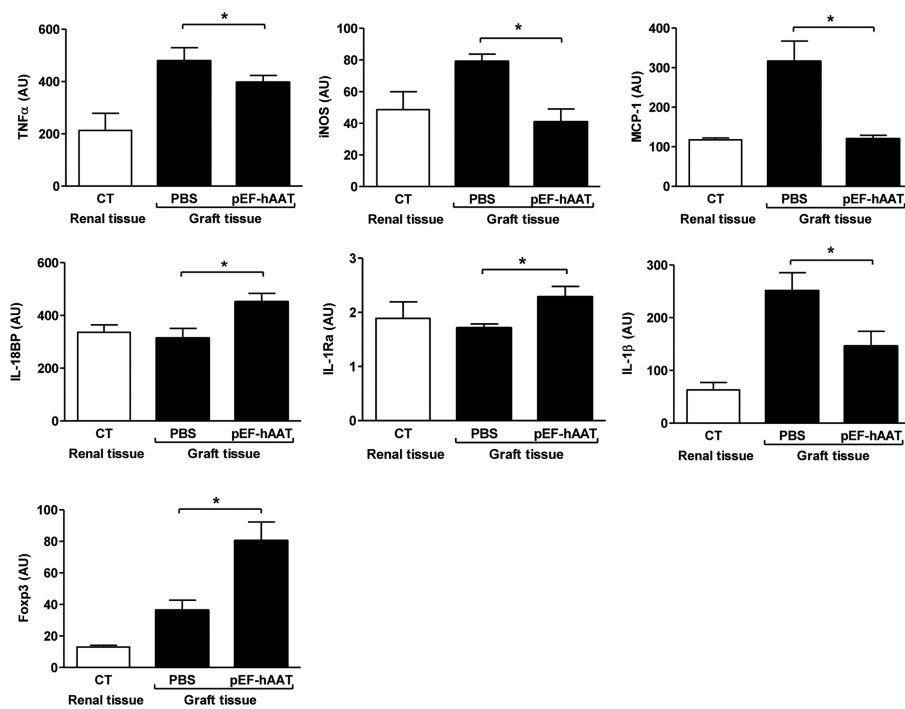 TNFα (AU)
600
400
200
0
*
CT PBS pEF-hAAT
Renal tissue Graft tissue
iNOS (AU)
100
80
60
40
20
0
*
CT PBS pEF-hAAT
Renal tissue Graft tissue
MCP-1 (AU)
400
300
200
100
0
*
CT PBS pEF-hAAT
Renal tissue Graft tissue
IL-18BP (AU)
600
400
200
0
*
CT PBS pEF-hAAT
Renal tissue Graft tissue
IL-1Ra (AU)
3
2
1
0
*
CT PBS pEF-hAAT
Renal tissue Graft tissue
IL-1β (AU)
300
200
100
0
*
CT PBS pEF-hAAT
Renal tissue Graft tissue
Foxp3 (AU)
100
80
60
40
20
0
*
CT PBS pEF-hAAT
Renal tissue Graft tissue